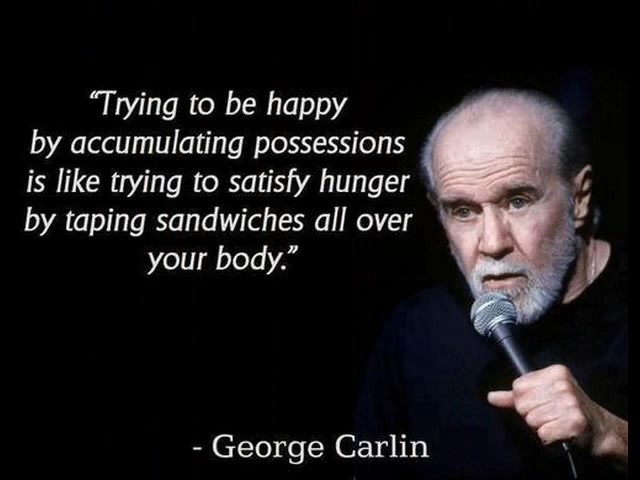 “Trying to be happy
by accumulating possessions
is like trying to satisfy hunger
by taping sandwiches all over
your body.”
- George Carlin